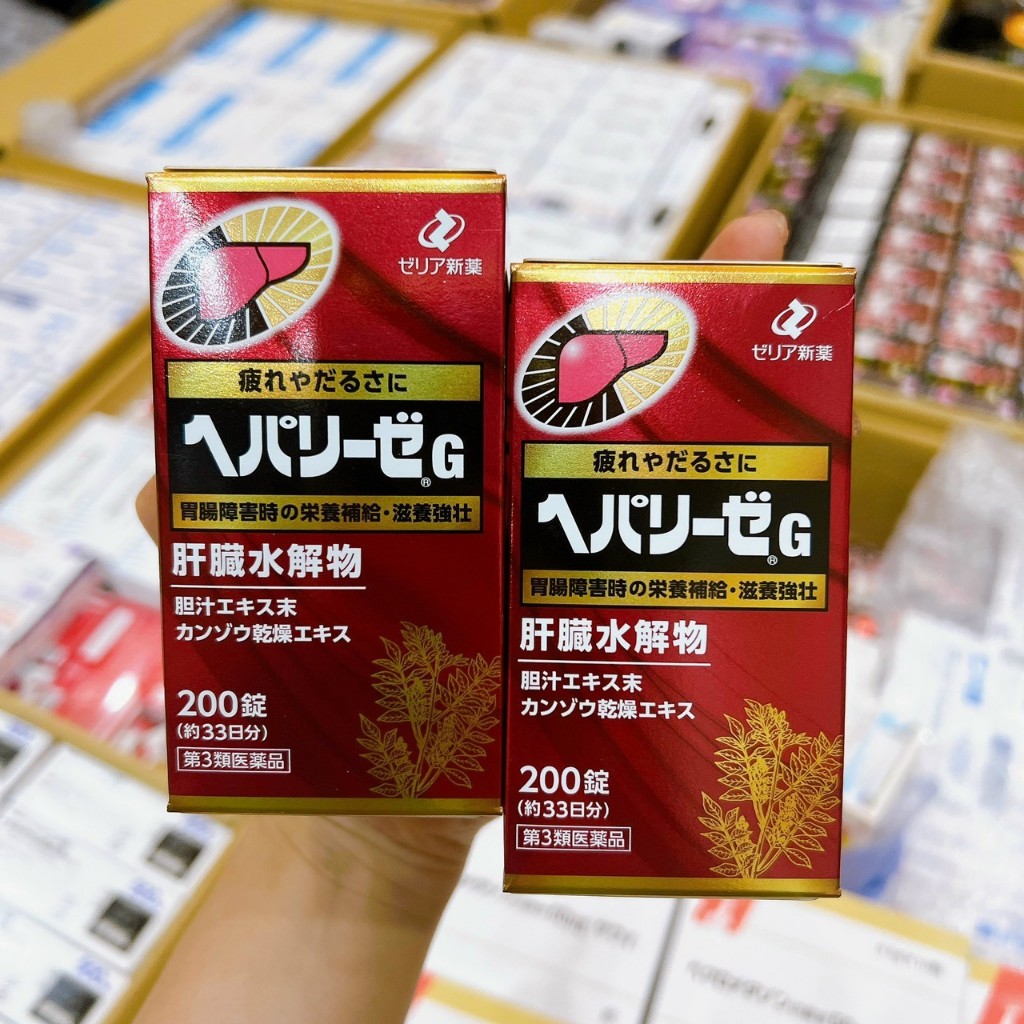 ゼリア新薬
疲れやだるさに
ヘパリーゼ®G
胃腸障害時の栄養補給・滋養強壮
肝臓水解物
胆汁エキス末
カンゾウ乾燥エキス
200錠
(約33日分)
第3類医薬品
ゼリア新薬
疲れやだるさに
ヘパリーゼ®G
胃腸障害時の栄養補給・滋養強壮
肝臓水解物
胆汁エキス末
カンゾウ乾燥エキス
200錠
(約33日分)
第3類医薬品